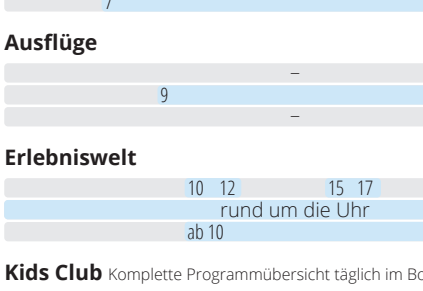 7
Ausflüge
–
9
–
Erlebniswelt
10 12 15 17
rund um die Uhr
ab 10
Kids Club Komplette Programmübersicht täglich im